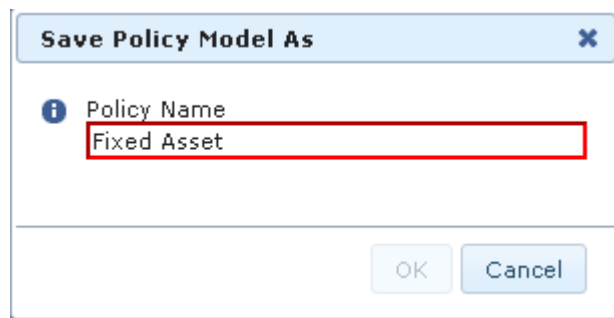 Save Policy Model As
Policy Name
Fixed Asset
OK
Cancel